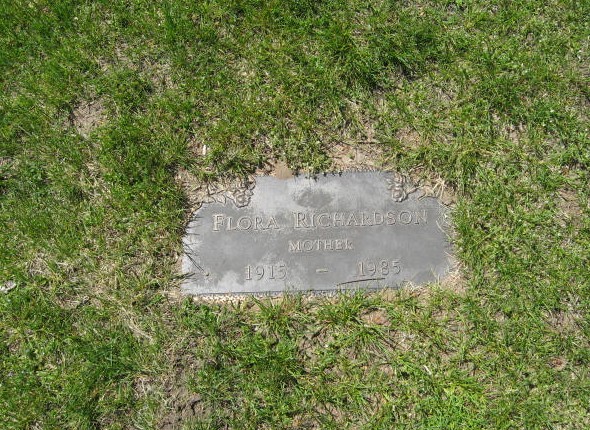 FLORA RICHARDSON
MOTHER
1915 – 1985